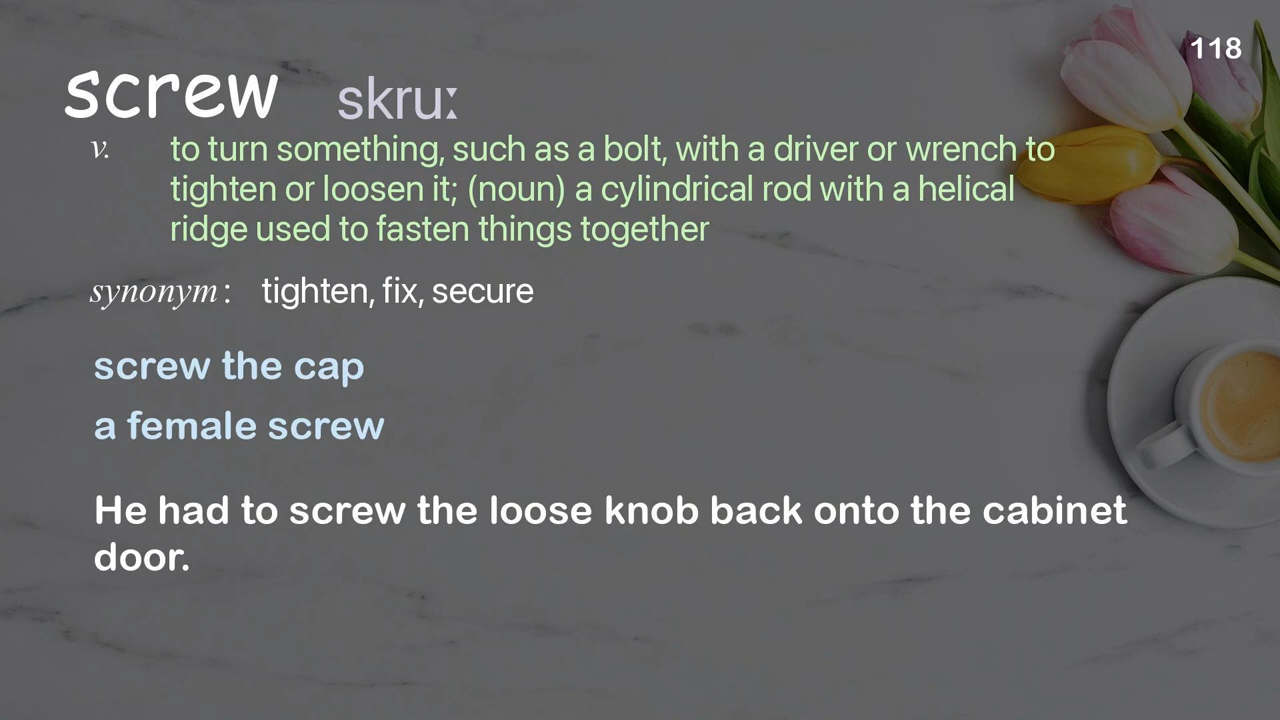 118
screw skruː
v. to turn something, such as a bolt, with a driver or wrench to
tighten or loosen it; (noun) a cylindrical rod with a helical
ridge used to fasten things together
synonym : tighten, fix, secure
screw the cap
a female screw
He had to screw the loose knob back onto the cabinet
door.